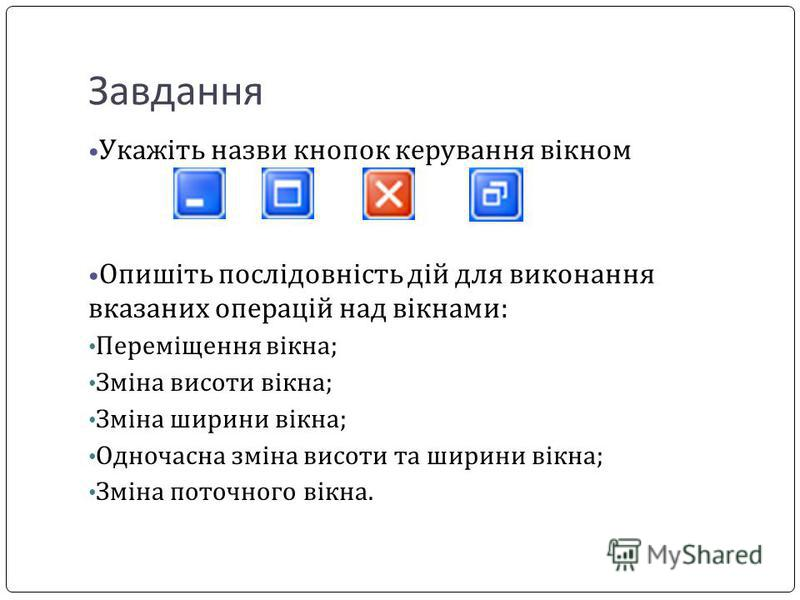 Завдання
•Укажіть назви кнопок керування вікном
•Опишіть послідовність дій для виконання
вказаних операцій над вікнами:
•Переміщення вікна;
•Зміна висоти вікна;
•Зміна ширини вікна;
•Одночасна зміна висоти та ширини вікна;
•Зміна поточного вікна.
MyShared